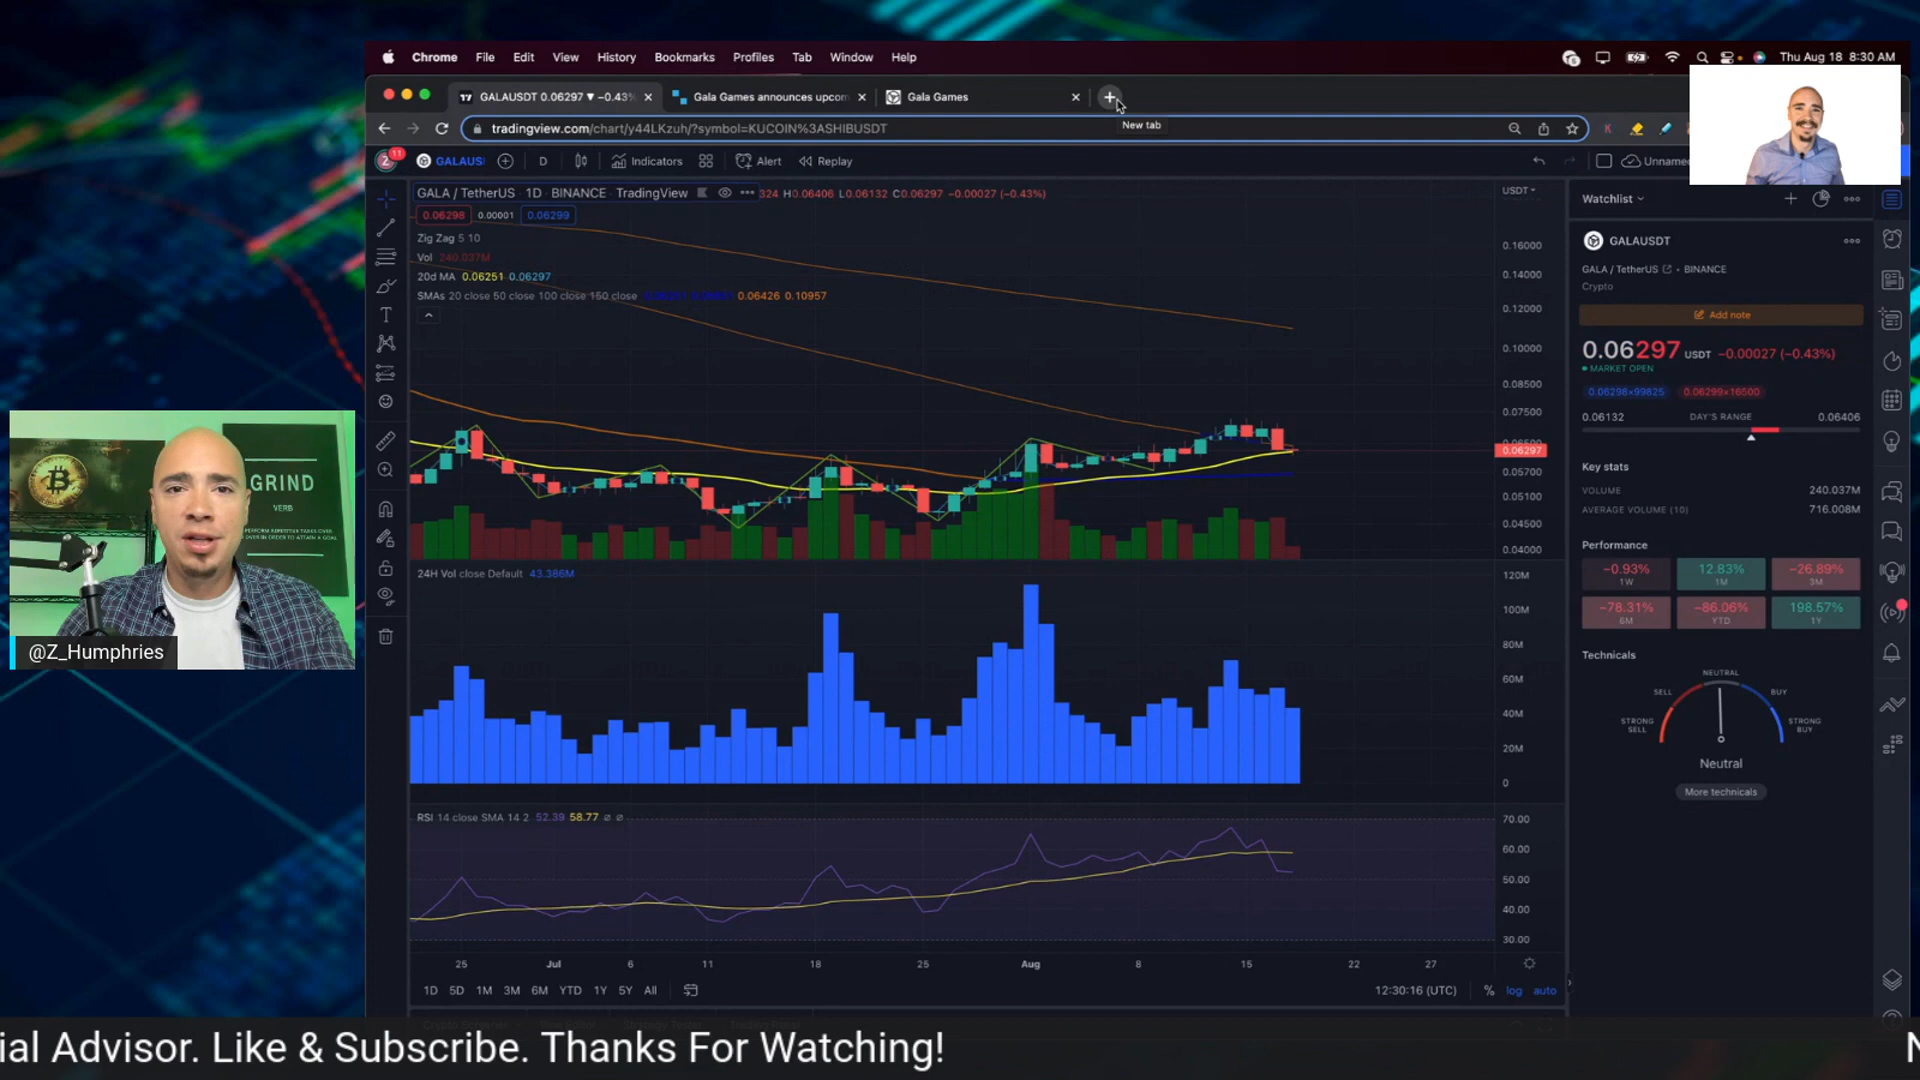 Chrome File Edit View History Bookmarks Profiles Tab Window Help
Thu Aug 18 8:30 AM
GALAUSDT 0.06297 ▼ −0.43%
Gala Games announces upcom
Gala Games
New tab
tradingview.com/chart/y44LKzuh/?symbol=KUCOIN%3ASHIBUSDT
Z 11
GALAUS
D
Indicators
Alert
Replay
Unname
GALA / TetherUS 1D BINANCE TradingView
324 H0.06406 L0.06132 C0.06297 −0.00027 (−0.43%)
USDT
0.06298 0.00001 0.06299
Zig Zag 5 10
Vol 240.037M
20d MA 0.06251 0.06297
SMAs 20 close 50 close 100 close 150 close
0.06426 0.10957
0.16000
0.14000
0.12000
0.10000
0.08500
0.07500
0.06297
0.05700
0.05100
0.04500
0.04000
24H Vol close Default 43.386M
120M
100M
80M
60M
40M
20M
0
RSI 14 close SMA 14 2 52.39 58.77 ∅ ∅
70.00
60.00
50.00
40.00
30.00
25 Jul 6 11 18 25 Aug 8 15 22 27
1D 5D 1M 3M 6M YTD 1Y 5Y All
12:30:16 (UTC) % log auto
Watchlist
GALAUSDT
GALA / TetherUS • BINANCE
Crypto
Add note
0.06297 USDT −0.00027 (−0.43%)
MARKET OPEN
0.06298×99825 0.06299×16500
0.06132 DAY'S RANGE 0.06406
Key stats
VOLUME 240.037M
AVERAGE VOLUME (10) 716.008M
Performance
−0.93% 12.83% −26.89%
1W 1M 3M
−78.31% −86.06% 198.57%
6M YTD 1Y
Technicals
NEUTRAL
SELL BUY
STRONG SELL
STRONG BUY
Neutral
More technicals
GRIND
VERB
@Z_Humphries
ial Advisor. Like & Subscribe. Thanks For Watching!
N